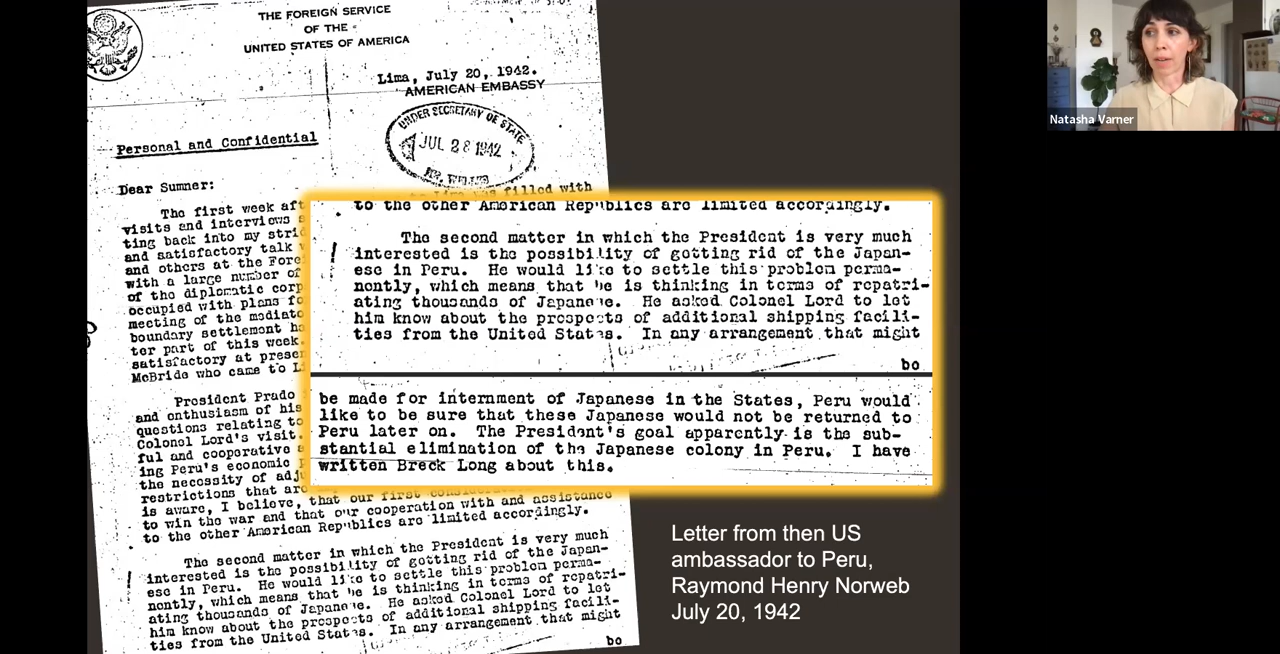 THE FOREIGN SERVICE
OF THE
UNITED STATES OF AMERICA
Lima, July 20, 1942.
AMERICAN EMBASSY
UNDER SECRETARY OF STATE
JUL 28 1942
Personal and Confidential
Dear Sumner:
filled with
The first week aft
visits and interviews
ting back into my stri
and satisfactory talk
and others at the Fore
with a large number of
of the diplomatic corp
occupied with plans fo
meeting of the mediato
boundary settlement ha
ter part of this week.
satisfactory at presen
McBride who came to Li
President Prado
and enthusiasm of his
questions relating to
Colonel Lord's visit.
ful and cooperative
ing Peru's economic
the necessity of adj
restrictions that are
is aware, I believe, that our first
to win the war and that our cooperation with and assistance
to the other American Republics are limited accordingly.
The second matter in which the President is very much
interested is the possibility of getting rid of the Japan-
ese in Peru. He would like to settle this problem perma-
nently, which means that he is thinking in terms of repatri-
ating thousands of Japanese. He asked Colonel Lord to let
him know about the prospects of additional shipping facili-
ties from the United States. In any arrangement that might
bo
to the other American Republics are limited accordingly.
The second matter in which the President is very much
interested is the possibility of getting rid of the Japan-
ese in Peru. He would like to settle this problem perma-
nently, which means that he is thinking in terms of repatri-
ating thousands of Japanese. He asked Colonel Lord to let
him know about the prospects of additional shipping facili-
ties from the United States. In any arrangement that might
bo
be made for internment of Japanese in the States, Peru would
like to be sure that these Japanese would not be returned to
Peru later on. The President's goal apparently is the sub-
stantial elimination of the Japanese colony in Peru. I have
written Breck Long about this.
Letter from then US
ambassador to Peru,
Raymond Henry Norweb
July 20, 1942
Natasha Varner